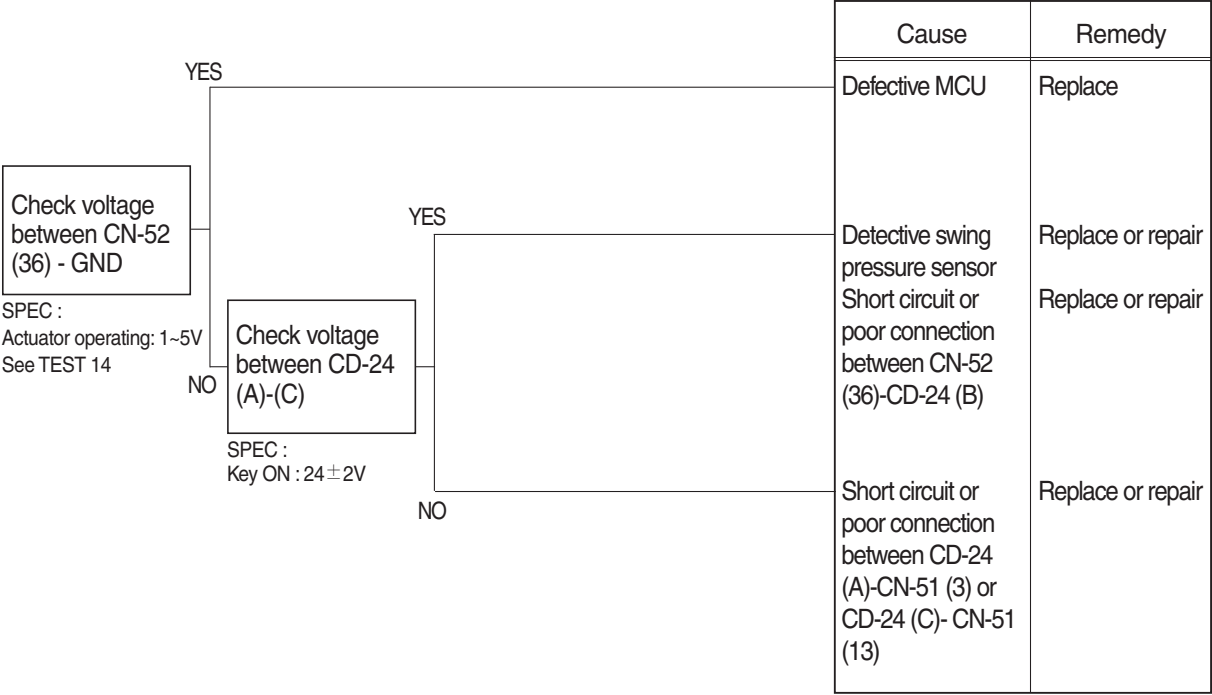 YES
Check voltage
between CN-52
(36) - GND
SPEC :
Actuator operating: 1~5V
See TEST 14
NO
YES
Check voltage
between CD-24
(A)-(C)
SPEC :
Key ON : 24±2V
NO
Cause
Remedy
Defective MCU
Replace
Detective swing
pressure sensor
Replace or repair
Short circuit or
poor connection
between CN-52
(36)-CD-24 (B)
Replace or repair
Short circuit or
poor connection
between CD-24
(A)-CN-51 (3) or
CD-24 (C)- CN-51
(13)
Replace or repair